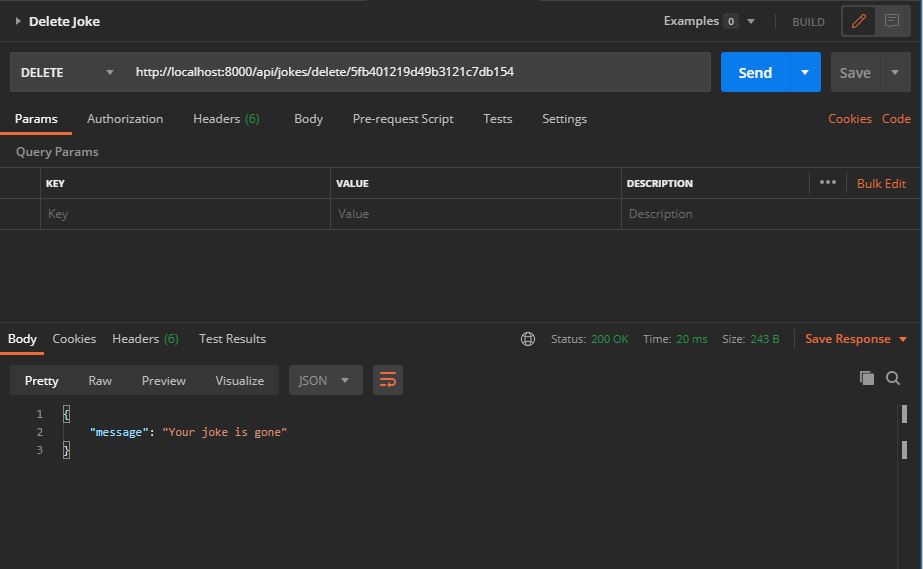 Delete Joke Examples 0 BUILD
DELETE http://localhost:8000/api/jokes/delete/5fb401219d49b3121c7db154 Send Save
Params Authorization Headers (6) Body Pre-request Script Tests Settings Cookies Code
Query Params
KEY VALUE DESCRIPTION ••• Bulk Edit
Key Value Description
Body Cookies Headers (6) Test Results Status: 200 OK Time: 20 ms Size: 243 B Save Response
Pretty Raw Preview Visualize JSON
1 {
2 "message": "Your joke is gone"
3 }